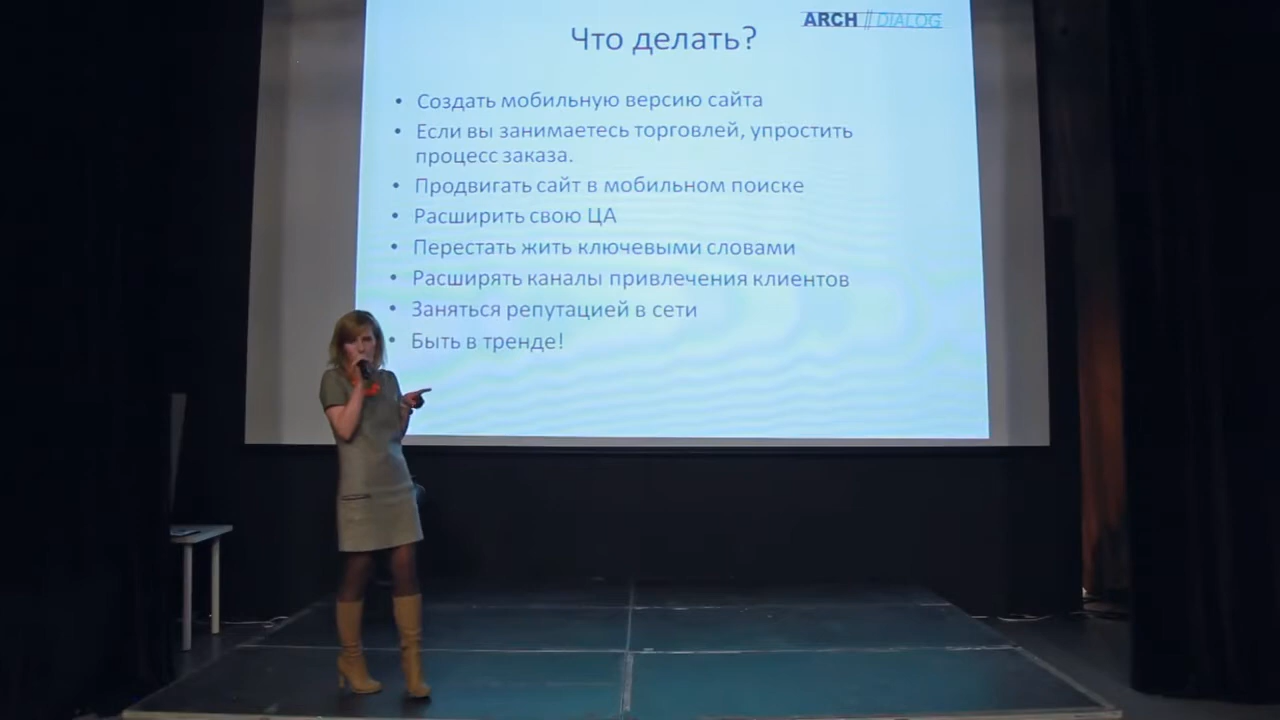 ARCH || DIALOG
Что делать?
• Создать мобильную версию сайта
• Если вы занимаетесь торговлей, упростить
процесс заказа.
• Продвигать сайт в мобильном поиске
• Расширить свою ЦА
• Перестать жить ключевыми словами
• Расширять каналы привлечения клиентов
• Заняться репутацией в сети
• Быть в тренде!